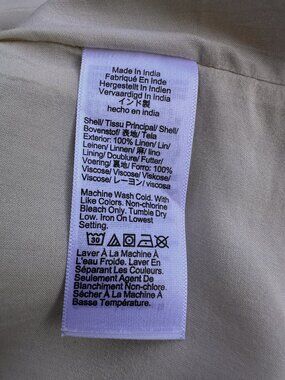 Made In India
Fabriqué En Inde
Hergestellt In Indien
Vervaardigd In India
インド製
hecho en india
Shell/ Tissu Principal/ Shell/
Bovenstof/ 表地/ Tela
Exterior: 100% Linen/ Lin/
Leinen/ Linnen/ 麻/ lino
Lining/ Doublure/ Futter/
Voering/ 裏地/ Forro: 100%
Viscose/ Viscose/ Viskose/
Viscose/ レーヨン/ viscosa
Machine Wash Cold. With
Like Colors. Non-chlorine
Bleach Only. Tumble Dry
Low. Iron On Lowest
Setting.
30
Laver À La Machine À
L'eau Froide. Laver En
Séparant Les Couleurs.
Seulement Agent De
Blanchiment Non-chlore.
Sécher À La Machine À
Basse Température.